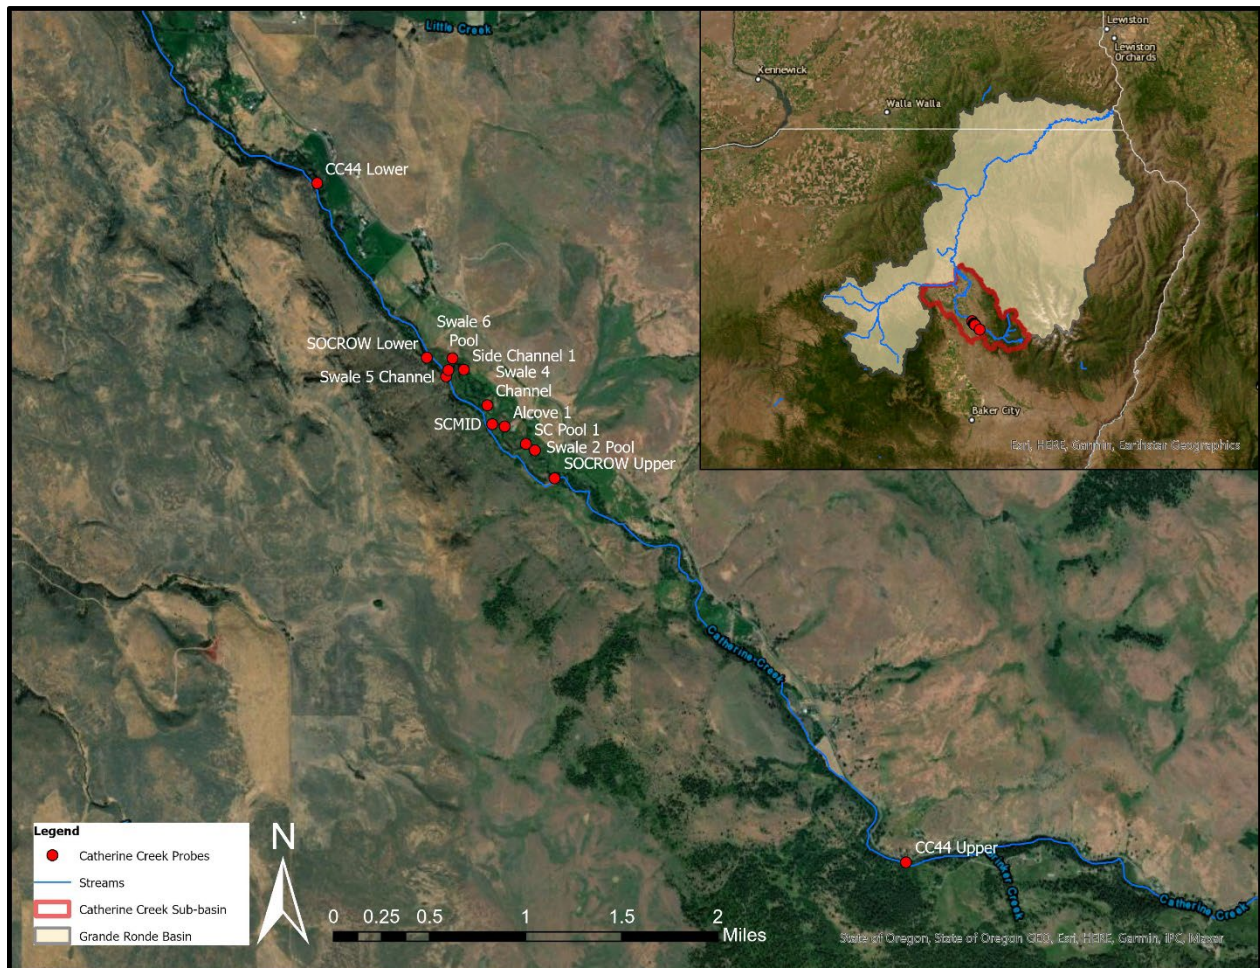 Little Creek
CC44 Lower
Swale 6
Pool
SOCROW Lower
Side Channel 1
Swale 5 Channel
Swale 4
Channel
Alcove 1
SCMID
SC Pool 1
Swale 2 Pool
SOCROW Upper
Catherine Creek
CC44 Upper
Catherine Creek
Lewiston
Lewiston
Orchards
Kennewick
Walla Walla
Baker City
Esri, HERE, Garmin, Earthstar Geographics
Legend
Catherine Creek Probes
Streams
Catherine Creek Sub-basin
Grande Ronde Basin
N
0 0.25 0.5 1 1.5 2
Miles
State of Oregon, State of Oregon GEO, Esri, HERE, Garmin, iPC, Maxar